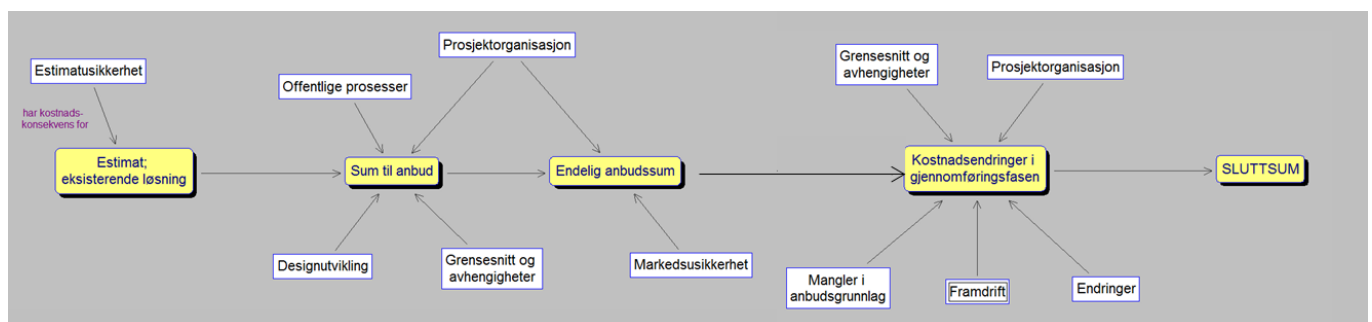 Prosjektorganisasjon
Estimatusikkerhet
Offentlige prosesser
Grensesnitt og
avhengigheter
Prosjektorganisasjon
har kostnads-
konsekvens for
Estimat;
eksisterende løsning
Sum til anbud
Endelig anbudssum
Kostnadsendringer i
gjennomføringsfasen
SLUTTSUM
Designutvikling
Grensesnitt og
avhengigheter
Markedsusikkerhet
Mangler i
anbudsgrunnlag
Framdrift
Endringer